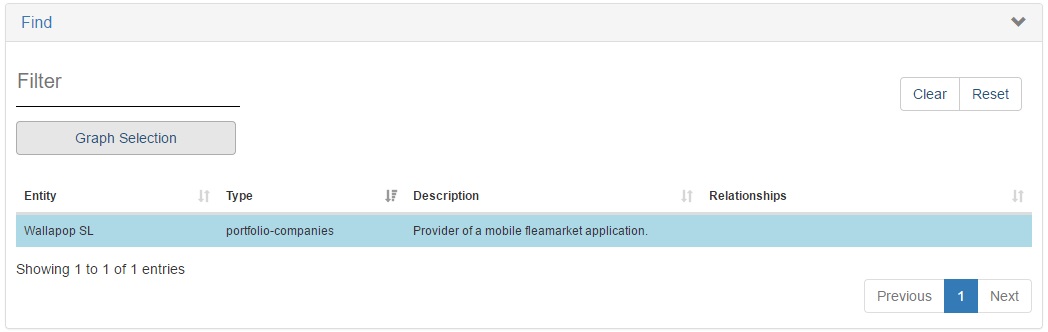 Find
Filter
Clear Reset
Graph Selection
Entity Type Description Relationships
Wallapop SL portfolio-companies Provider of a mobile fleamarket application.
Showing 1 to 1 of 1 entries
Previous 1 Next